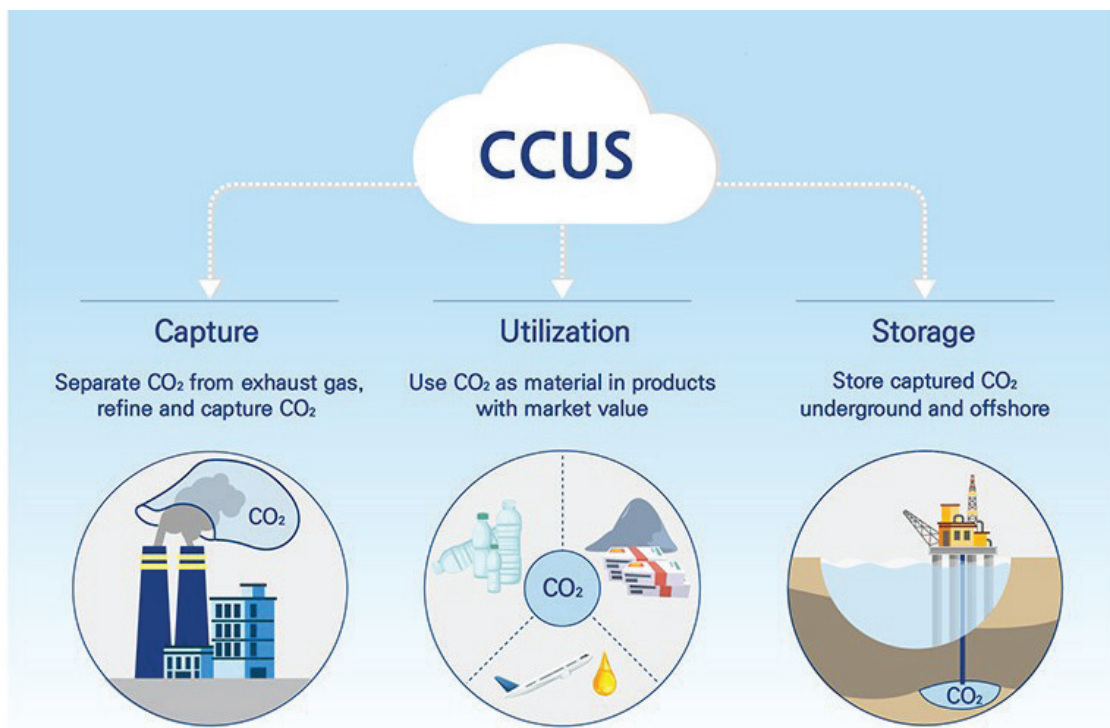 CCUS
Capture
Separate CO₂ from exhaust gas,
refine and capture CO₂
Utilization
Use CO₂ as material in products
with market value
Storage
Store captured CO₂
underground and offshore
CO₂
CO₂
CO₂